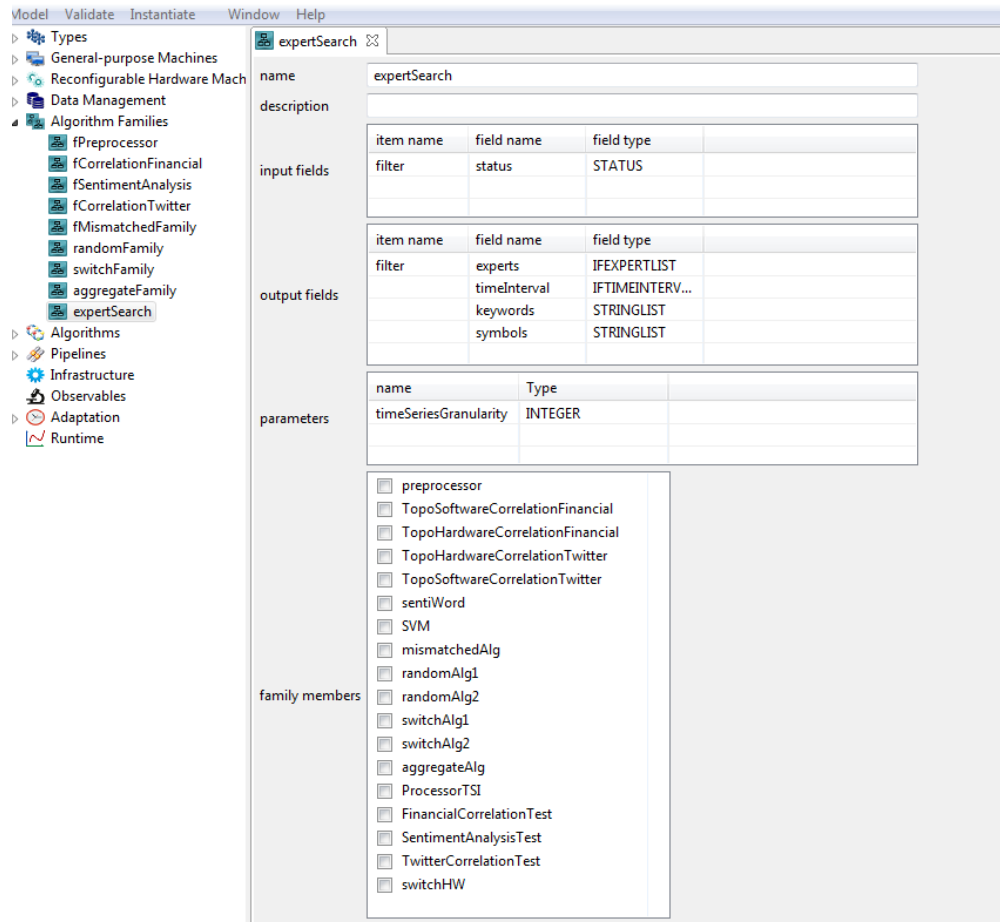 Model Validate Instantiate Window Help
Types
General-purpose Machines
Reconfigurable Hardware Mach
Data Management
Algorithm Families
fPreprocessor
fCorrelationFinancial
fSentimentAnalysis
fCorrelationTwitter
fMismatchedFamily
randomFamily
switchFamily
aggregateFamily
expertSearch
Algorithms
Pipelines
Infrastructure
Observables
Adaptation
Runtime
expertSearch
name expertSearch
description
input fields
item name field name field type
filter status STATUS
output fields
item name field name field type
filter experts IFEXPERTLIST
timeInterval IFTIMEINTERV...
keywords STRINGLIST
symbols STRINGLIST
parameters
name Type
timeSeriesGranularity INTEGER
family members
preprocessor
TopoSoftwareCorrelationFinancial
TopoHardwareCorrelationFinancial
TopoHardwareCorrelationTwitter
TopoSoftwareCorrelationTwitter
sentiWord
SVM
mismatchedAlg
randomAlg1
randomAlg2
switchAlg1
switchAlg2
aggregateAlg
ProcessorTSI
FinancialCorrelationTest
SentimentAnalysisTest
TwitterCorrelationTest
switchHW